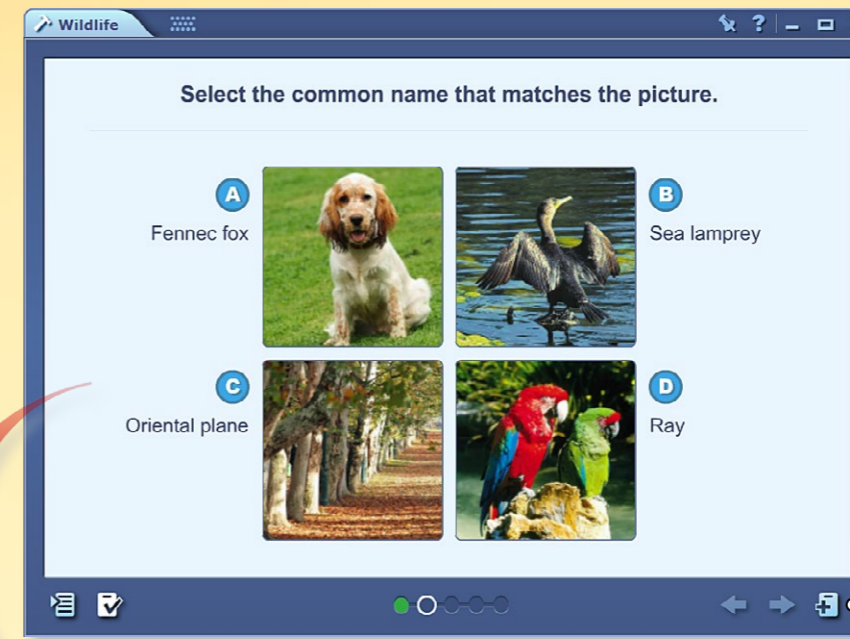 Wildlife
?
Select the common name that matches the picture.
A
Fennec fox
B
Sea lamprey
C
Oriental plane
D
Ray